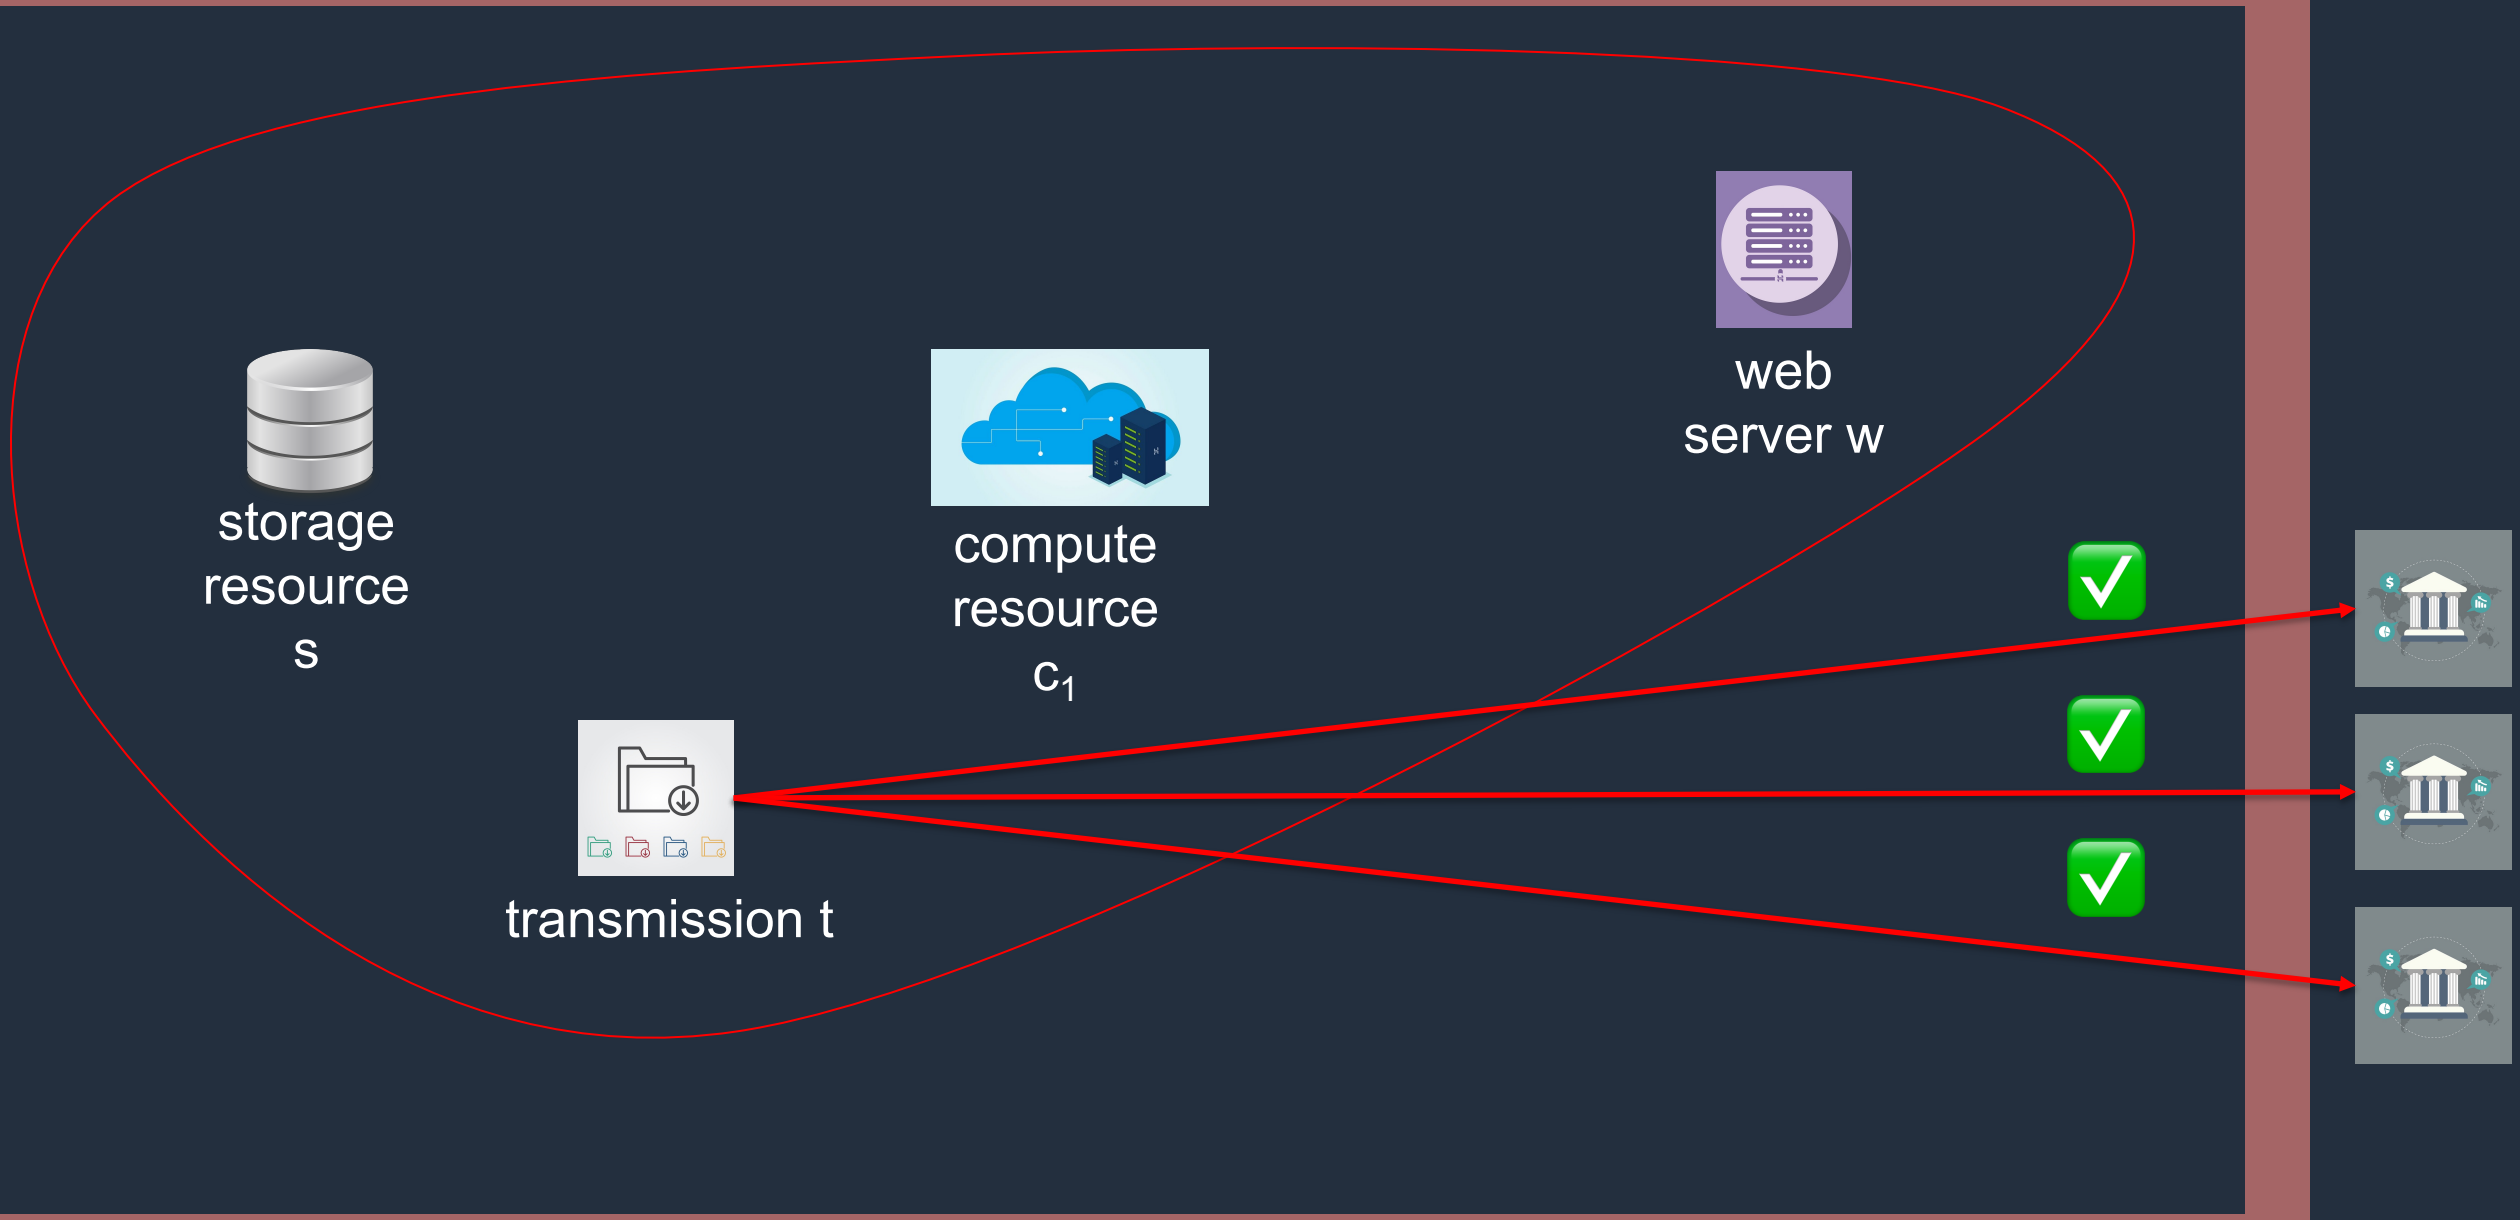 web
server w
storage
resource
s
compute
resource
c₁
transmission t